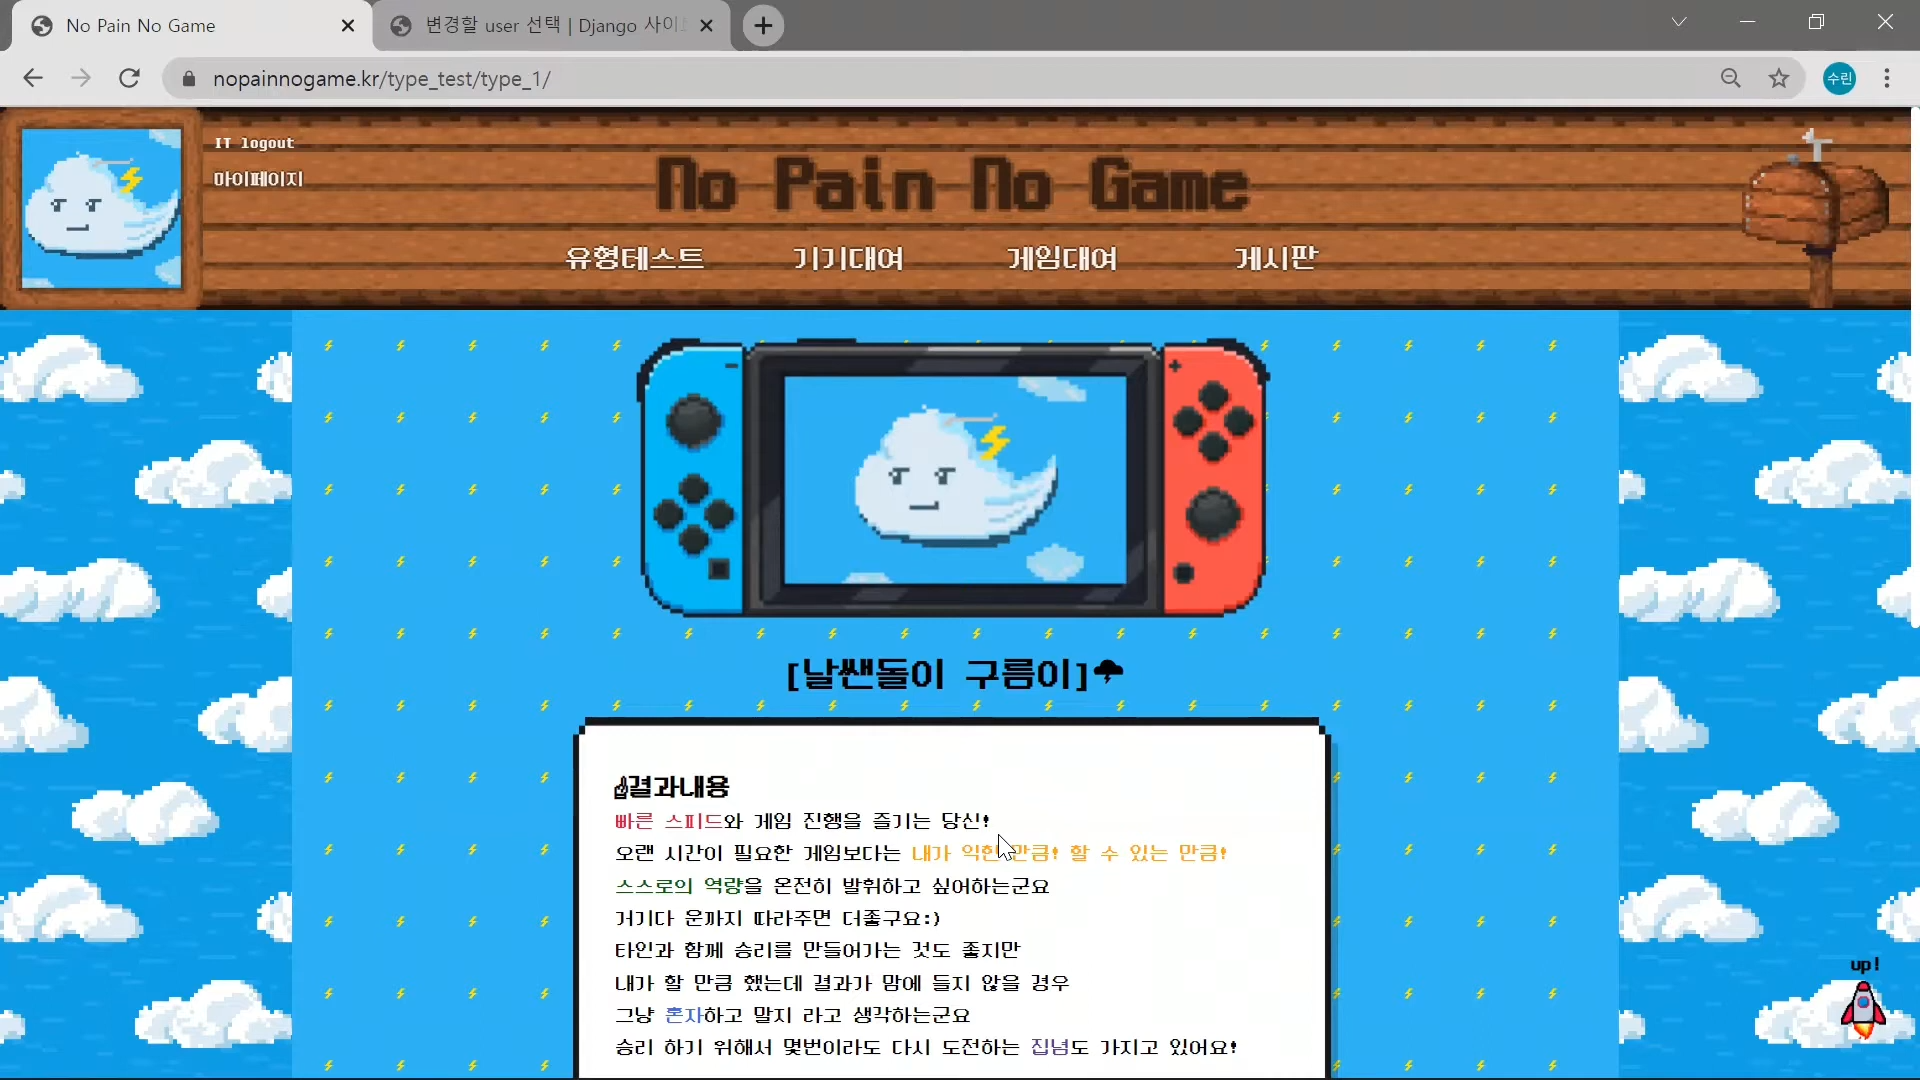 No Pain No Game
변경할 user 선택 | Django 사이
nopainnogame.kr/type_test/type_1/
수린
IT logout
마이페이지
No Pain No Game
유형테스트 기기대여 게임대여 게시판
[날쌘돌이 구름이]
결과내용
빠른 스피드와 게임 진행을 즐기는 당신!
오랜 시간이 필요한 게임보다는 내가 익힌 만큼! 할 수 있는 만큼!
스스로의 역량을 온전히 발휘하고 싶어하는군요
거기다 운까지 따라주면 더좋구요:)
타인과 함께 승리를 만들어가는 것도 좋지만
내가 할 만큼 했는데 결과가 맘에 들지 않을 경우
그냥 혼자하고 말지 라고 생각하는군요
승리 하기 위해서 몇번이라도 다시 도전하는 집념도 가지고 있어요!
up!